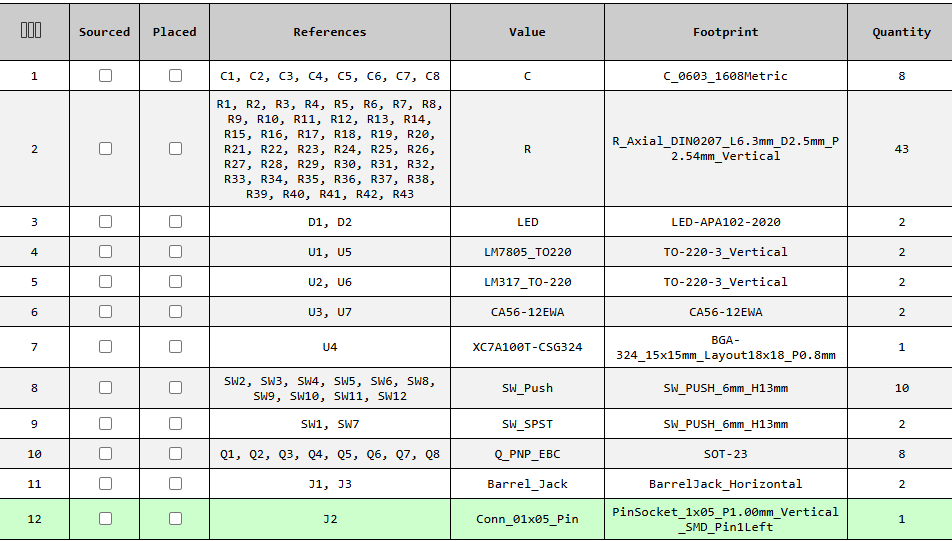 Sourced Placed References Value Footprint Quantity
1 C1, C2, C3, C4, C5, C6, C7, C8 C C_0603_1608Metric 8
2 R1, R2, R3, R4, R5, R6, R7, R8,
R9, R10, R11, R12, R13, R14,
R15, R16, R17, R18, R19, R20,
R21, R22, R23, R24, R25, R26,
R27, R28, R29, R30, R31, R32,
R33, R34, R35, R36, R37, R38,
R39, R40, R41, R42, R43
R
R_Axial_DIN0207_L6.3mm_D2.5mm_P
2.54mm_Vertical
43
3 D1, D2 LED LED-APA102-2020 2
4 U1, U5 LM7805_TO220 TO-220-3_Vertical 2
5 U2, U6 LM317_TO-220 TO-220-3_Vertical 2
6 U3, U7 CA56-12EWA CA56-12EWA 2
7 U4 XC7A100T-CSG324
BGA-
324_15x15mm_Layout18x18_P0.8mm
1
8 SW2, SW3, SW4, SW5, SW6, SW8,
SW9, SW10, SW11, SW12
SW_Push SW_PUSH_6mm_H13mm 10
9 SW1, SW7 SW_SPST SW_PUSH_6mm_H13mm 2
10 Q1, Q2, Q3, Q4, Q5, Q6, Q7, Q8 Q_PNP_EBC SOT-23 8
11 J1, J3 Barrel_Jack BarrelJack_Horizontal 2
12 J2 Conn_01x05_Pin
PinSocket_1x05_P1.00mm_Vertical
_SMD_Pin1Left
1